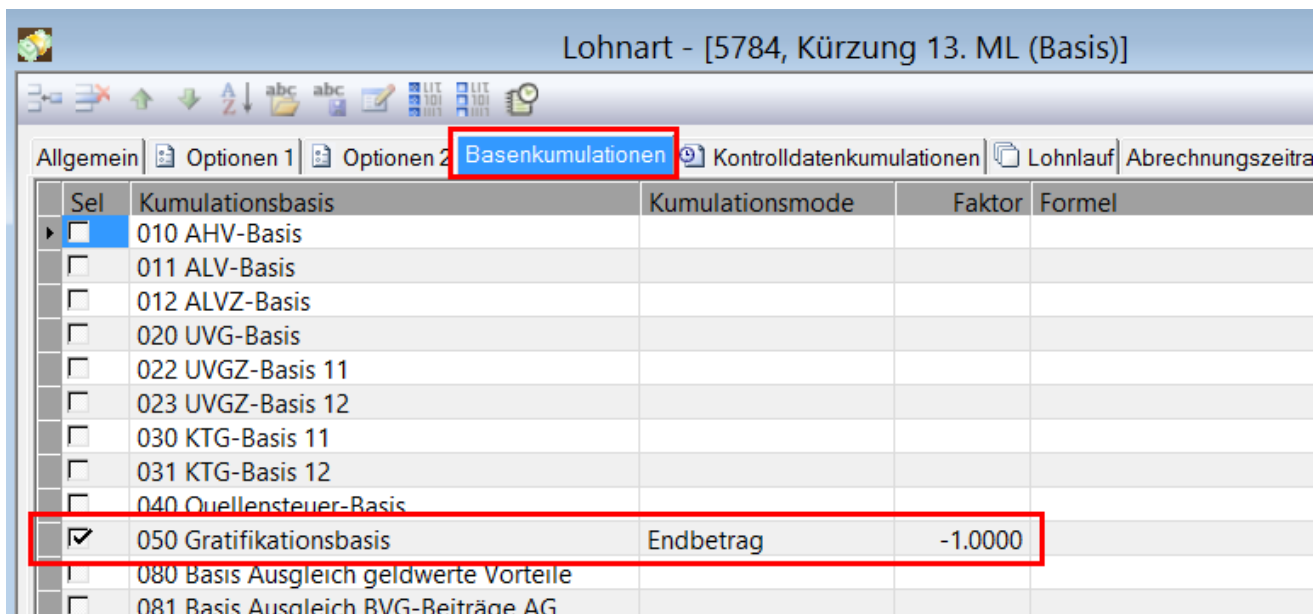 Lohnart - [5784, Kürzung 13. ML (Basis)]
Allgemein Optionen 1 Optionen 2 Basenkumulationen Kontrolldatenkumulationen Lohnlauf Abrechnungszeitra
Sel Kumulationsbasis Kumulationsmode Faktor Formel
010 AHV-Basis
011 ALV-Basis
012 ALVZ-Basis
020 UVG-Basis
022 UVGZ-Basis 11
023 UVGZ-Basis 12
030 KTG-Basis 11
031 KTG-Basis 12
040 Quellensteuer-Basis
050 Gratifikationsbasis Endbetrag -1.0000
080 Basis Ausgleich geldwerte Vorteile
081 Basis Ausgleich BVG-Beiträge AG